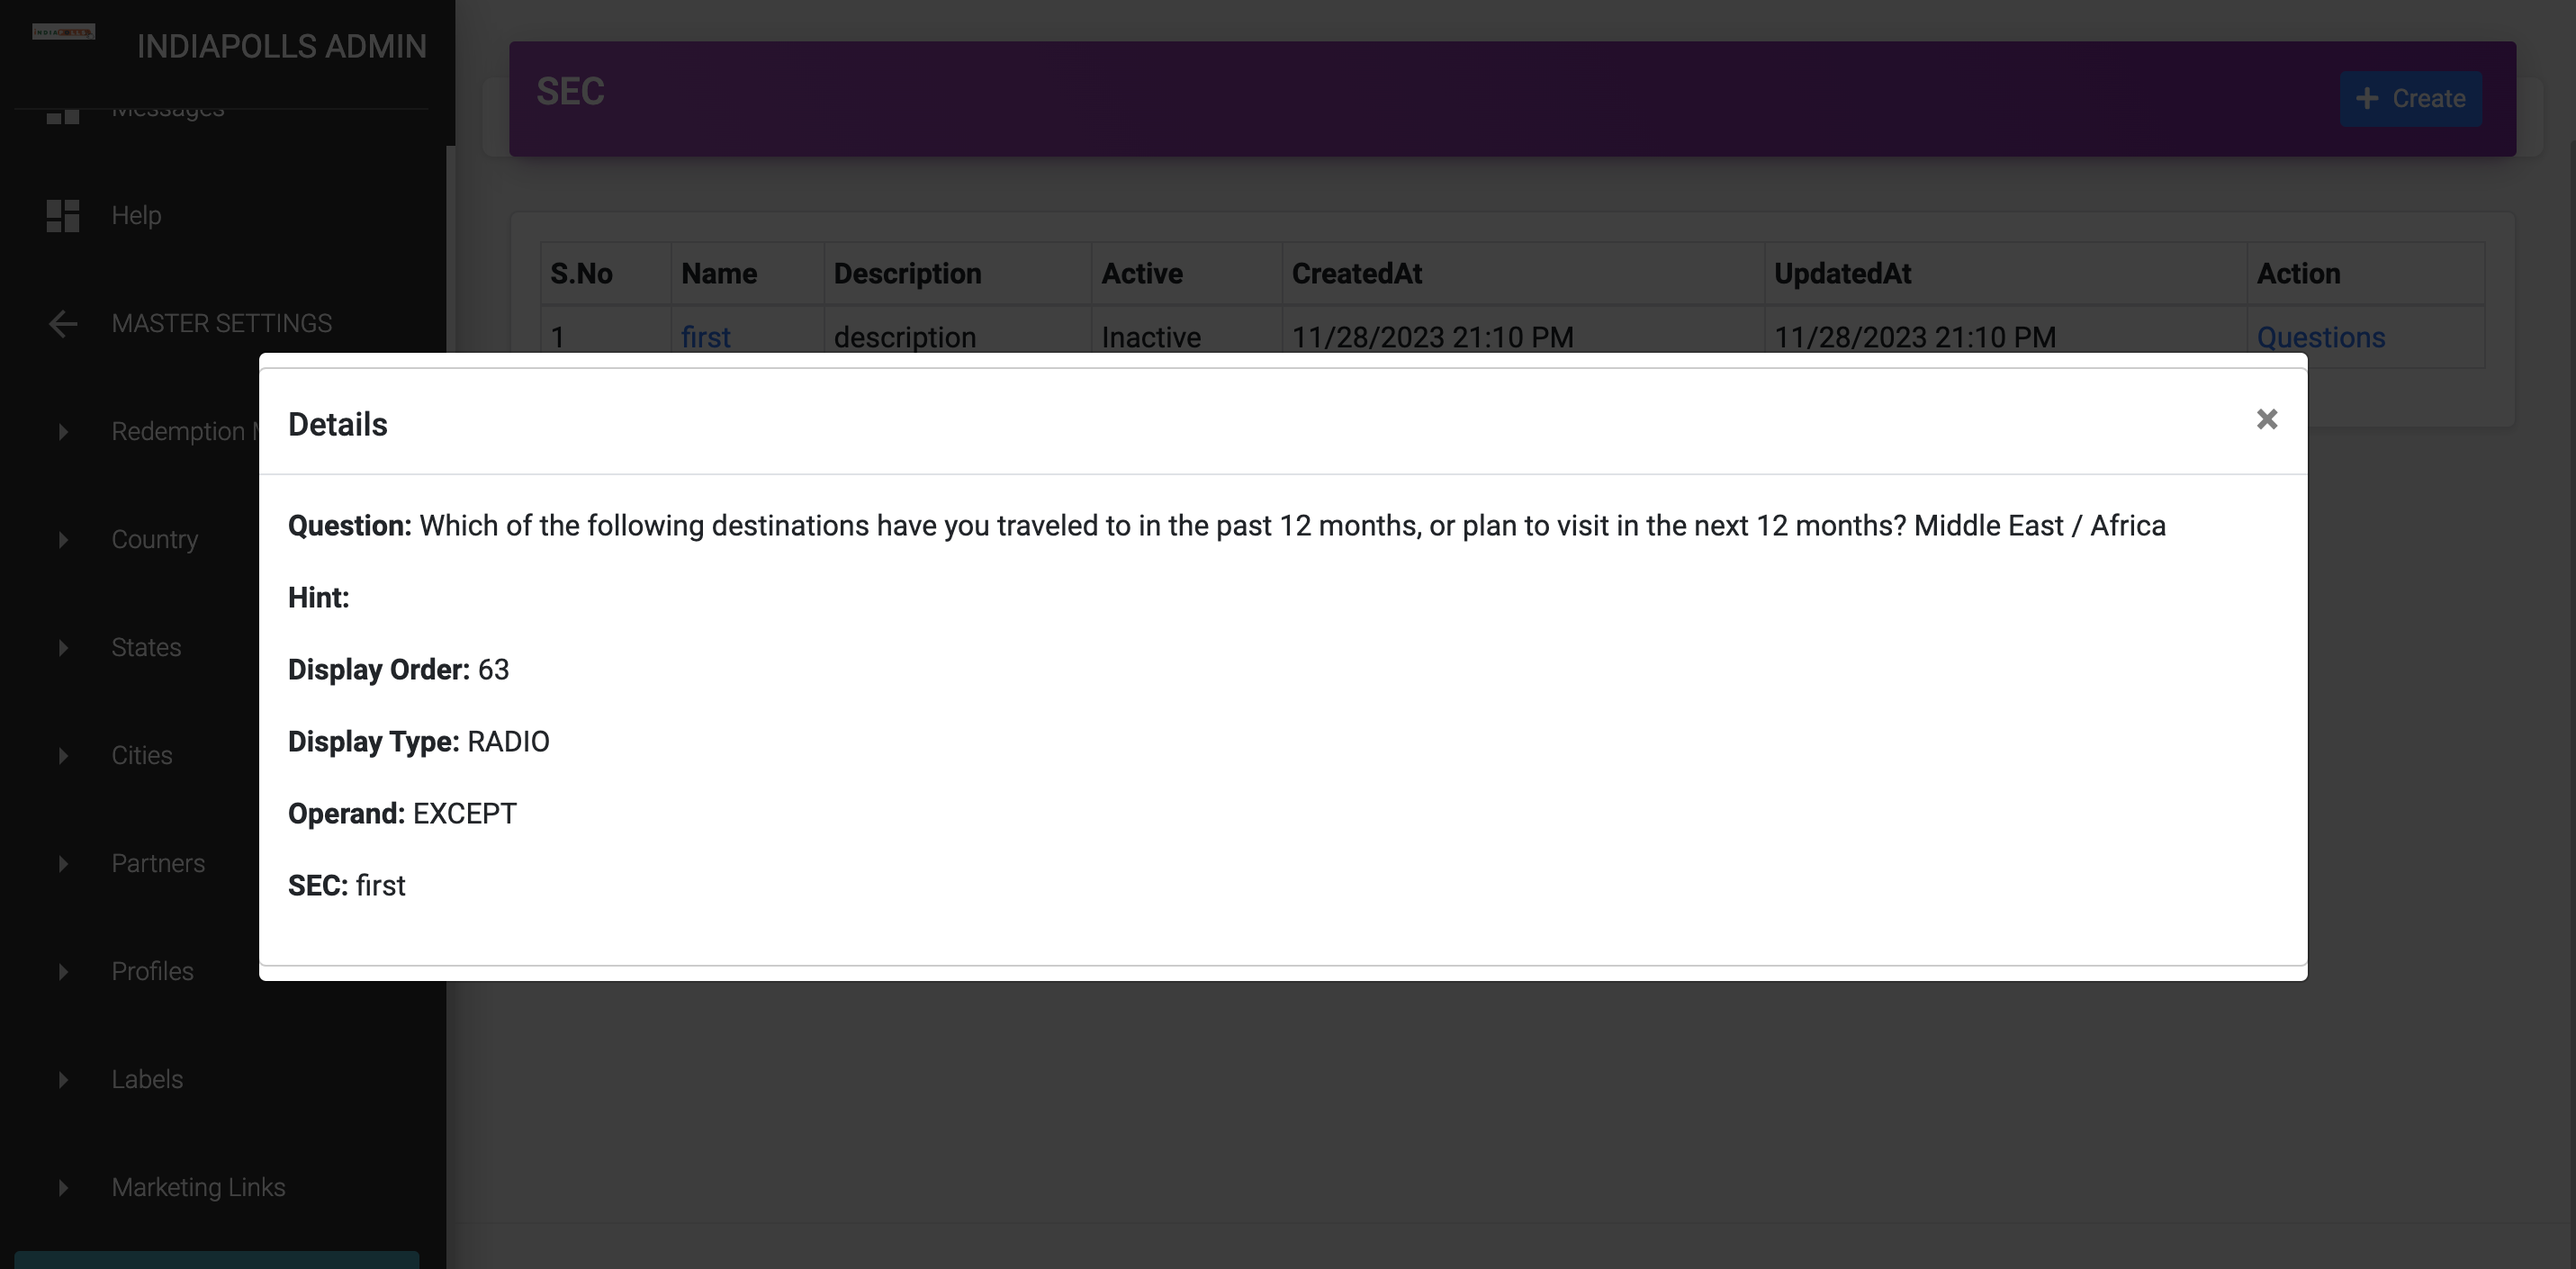 INDIAPOLLS ADMIN
Messages
Help
MASTER SETTINGS
Redemption
Country
States
Cities
Partners
Profiles
Labels
Marketing Links
SEC
Create
S.No Name Description Active CreatedAt UpdatedAt Action
1 first description Inactive 11/28/2023 21:10 PM 11/28/2023 21:10 PM Questions
Details
Question: Which of the following destinations have you traveled to in the past 12 months, or plan to visit in the next 12 months? Middle East / Africa
Hint:
Display Order: 63
Display Type: RADIO
Operand: EXCEPT
SEC: first